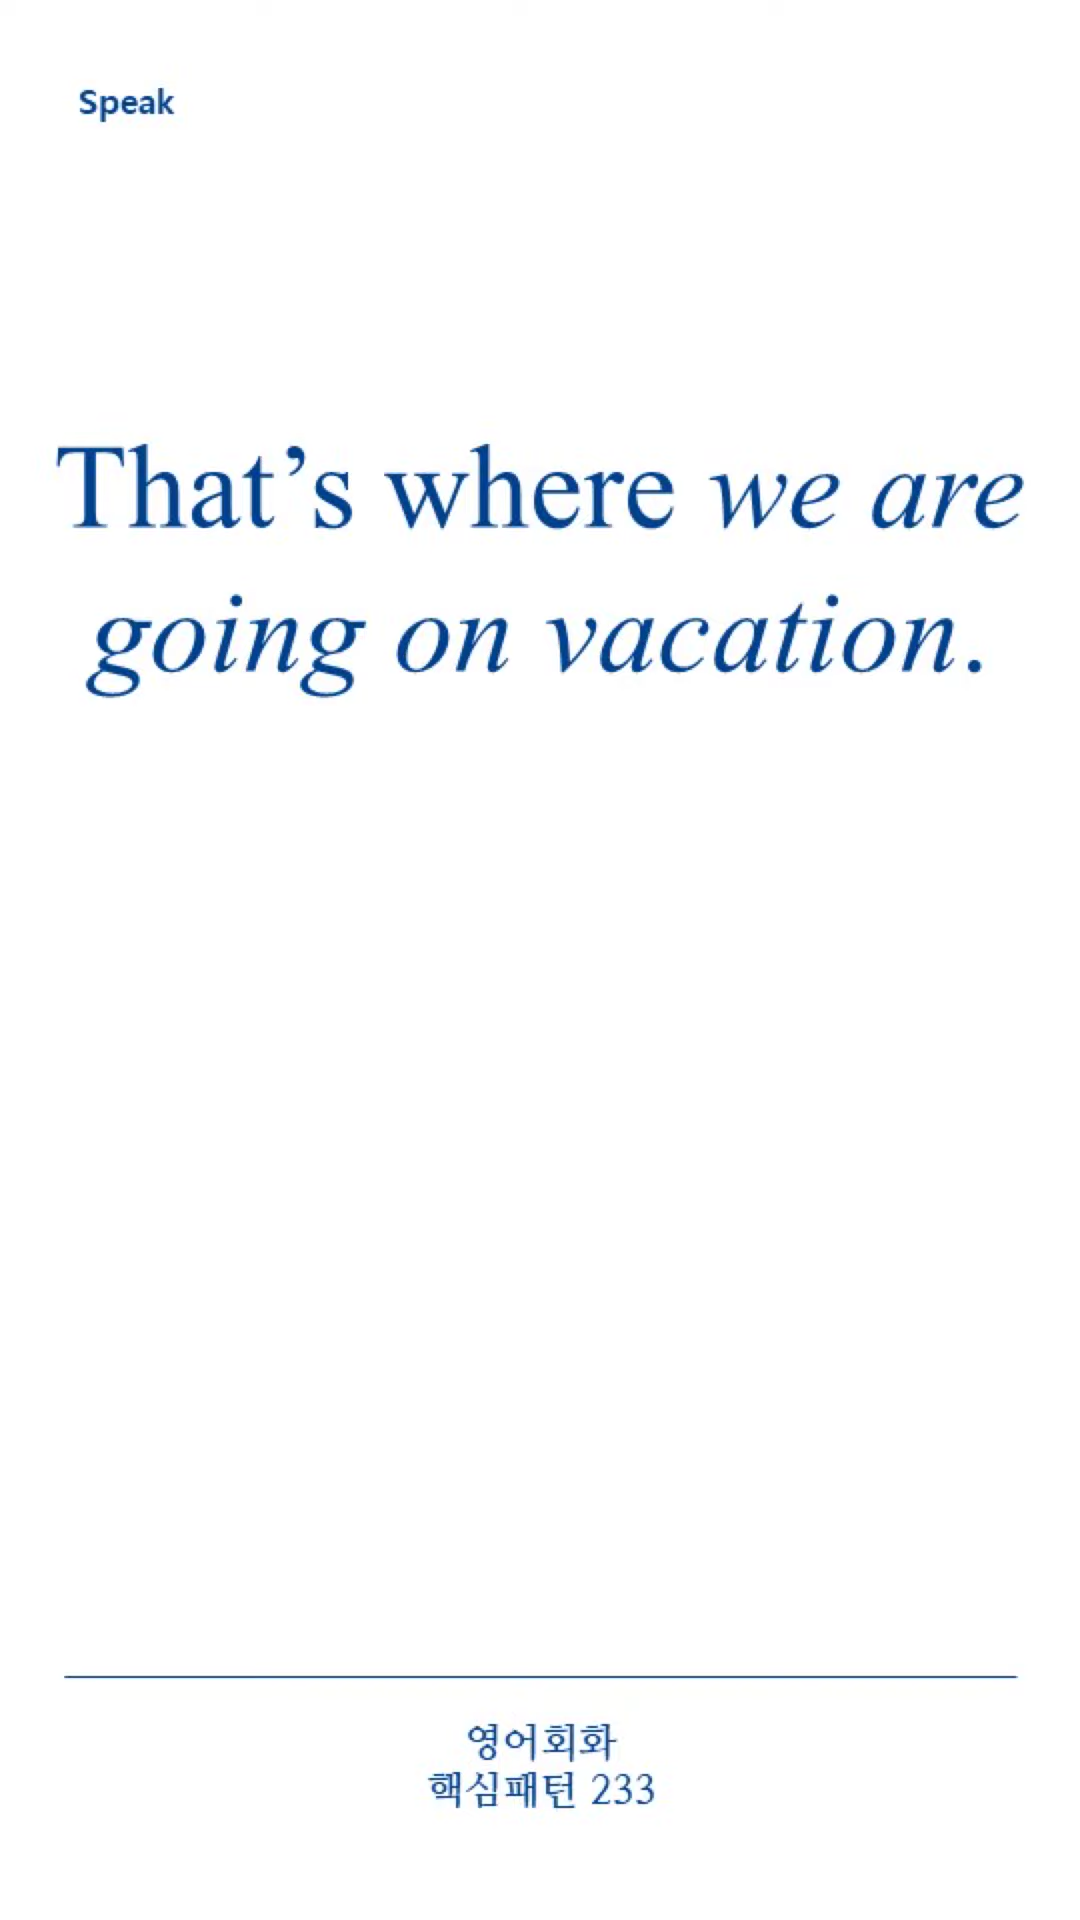 Speak
That’s where we are
going on vacation.
영어회화
핵심패턴 233